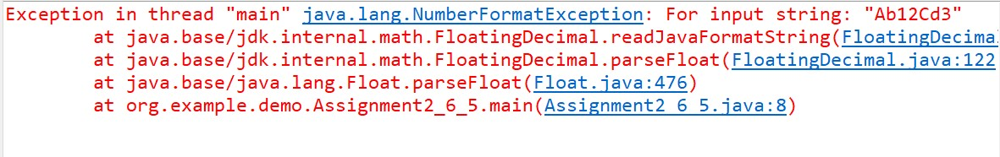 Exception in thread "main" java.lang.NumberFormatException: For input string: "Ab12Cd3"
at java.base/jdk.internal.math.FloatingDecimal.readJavaFormatString(FloatingDecima
at java.base/jdk.internal.math.FloatingDecimal.parseFloat(FloatingDecimal.java:122
at java.base/java.lang.Float.parseFloat(Float.java:476)
at org.example.demo.Assignment2_6_5.main(Assignment2_6_5.java:8)